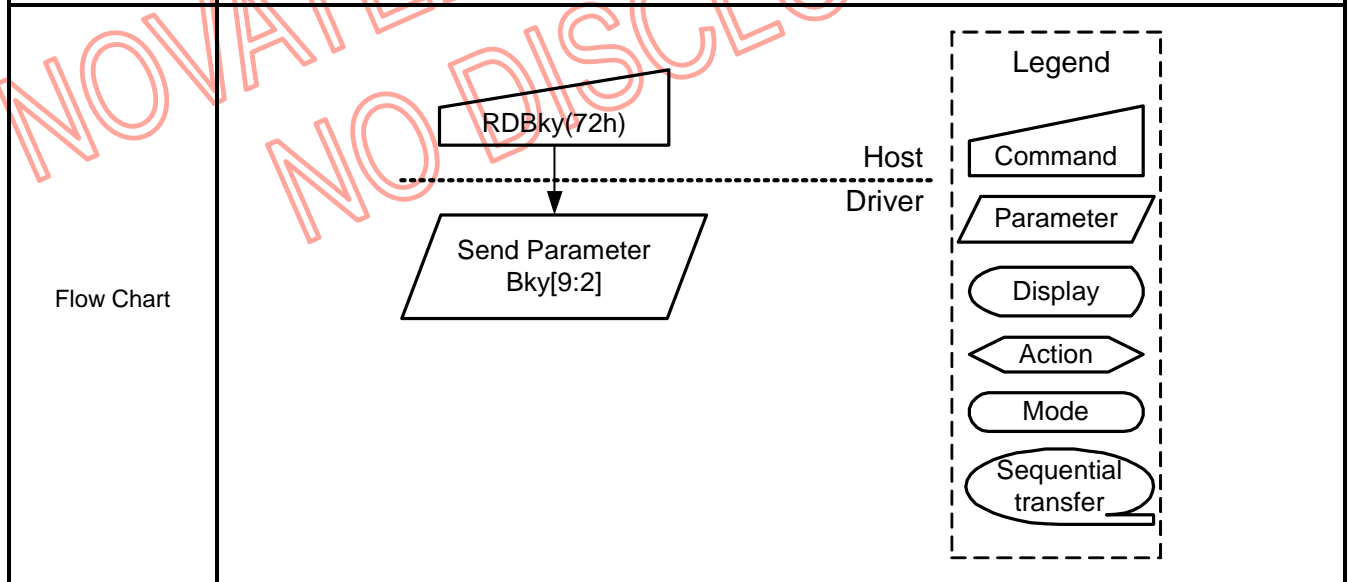 Flow Chart
RDBky(72h)
Host
Driver
Send Parameter
Bky[9:2]
Legend
Command
Parameter
Display
Action
Mode
Sequential
transfer